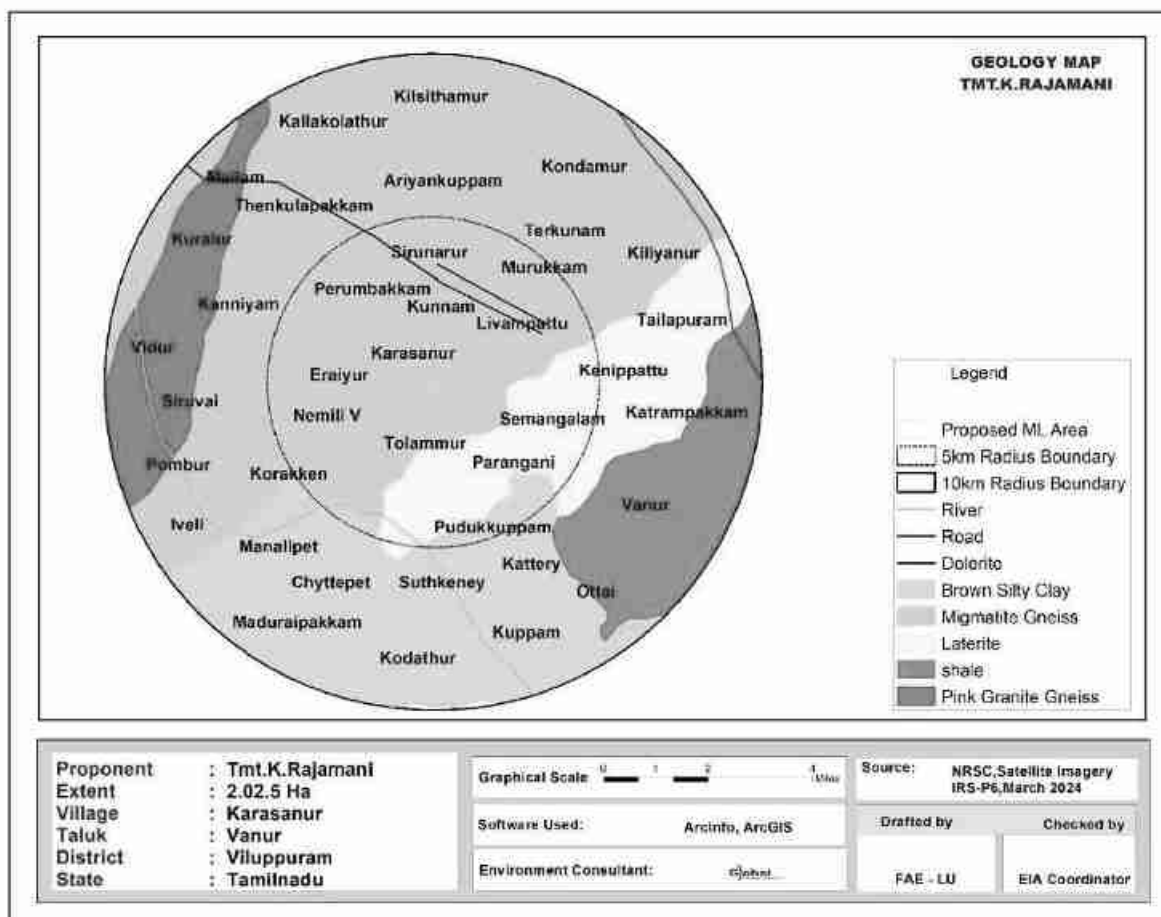 GEOLOGY MAP
TMT.K.RAJAMANI
Kilsithamur
Kallakolathur
Kondamur
Mailam
Ariyankuppam
Thenkulapakkam
Terkunam
Kuralur
Sirunarur
Kiliyanur
Murukkam
Perumbakkam
Kanniyam
Kunnam
Livampattu
Tailapuram
Vidur
Karasanur
Eraiyur
Kenippattu
Siruvai
Nemili V
Semangalam
Katrampakkam
Tolammur
Pombur
Korakken
Parangani
Vanur
Iveli
Pudukkuppam
Manalipet
Kattery
Chyttepet
Suthkeney
Ottai
Maduraipakkam
Kuppam
Kodathur
Legend
Proposed ML Area
5km Radius Boundary
10km Radius Boundary
River
Road
Dolerite
Brown Silty Clay
Migmatite Gneiss
Laterite
shale
Pink Granite Gneiss
Proponent : Tmt.K.Rajamani
Extent : 2.02.5 Ha
Village : Karasanur
Taluk : Vanur
District : Viluppuram
State : Tamilnadu
Graphical Scale 0 1 2 4 Miles
Software Used: Arcinfo, ArcGIS
Environment Consultant:
Source: NRSC,Satellite Imagery
IRS-P6,March 2024
Drafted by Checked by
FAE - LU EIA Coordinator